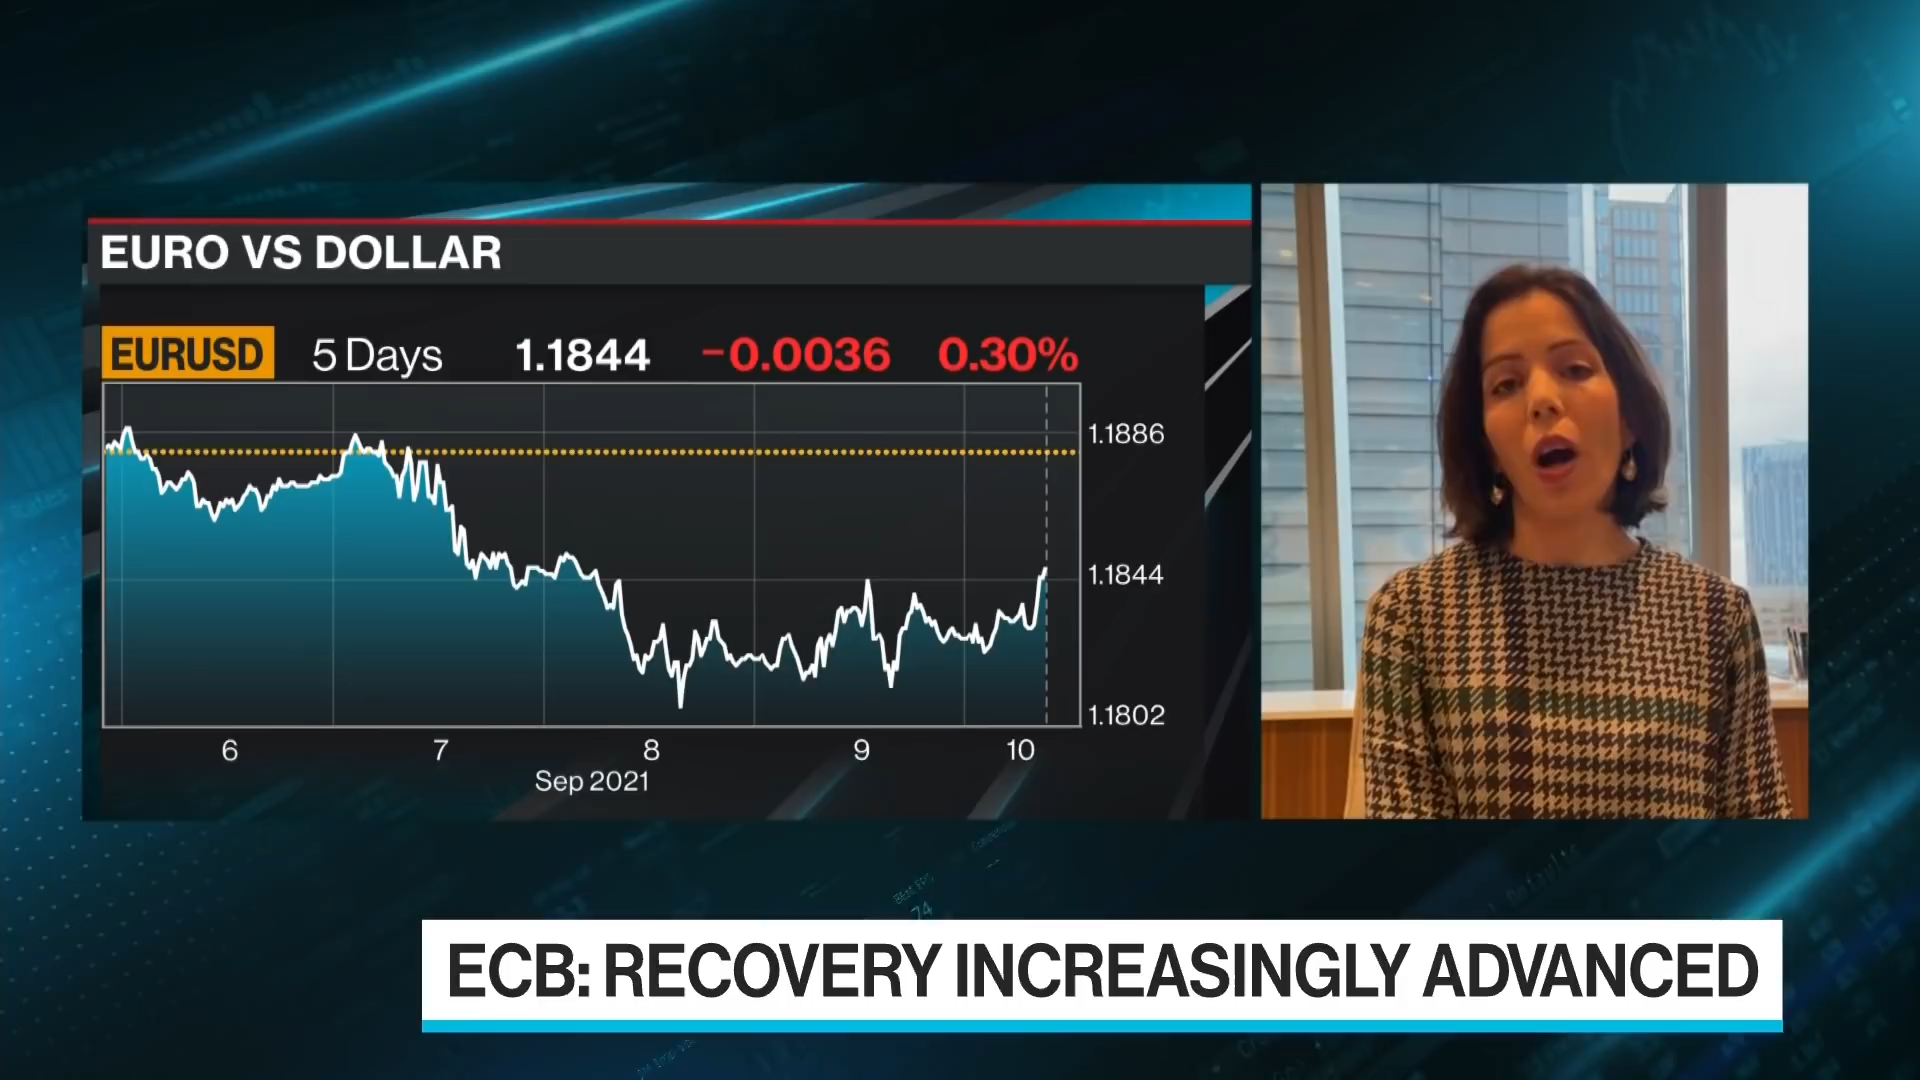 EURO VS DOLLAR
EURUSD 5 Days 1.1844 -0.0036 0.30%
1.1886
1.1844
1.1802
6 7 8 9 10
Sep 2021
74
ECB: RECOVERY INCREASINGLY ADVANCED